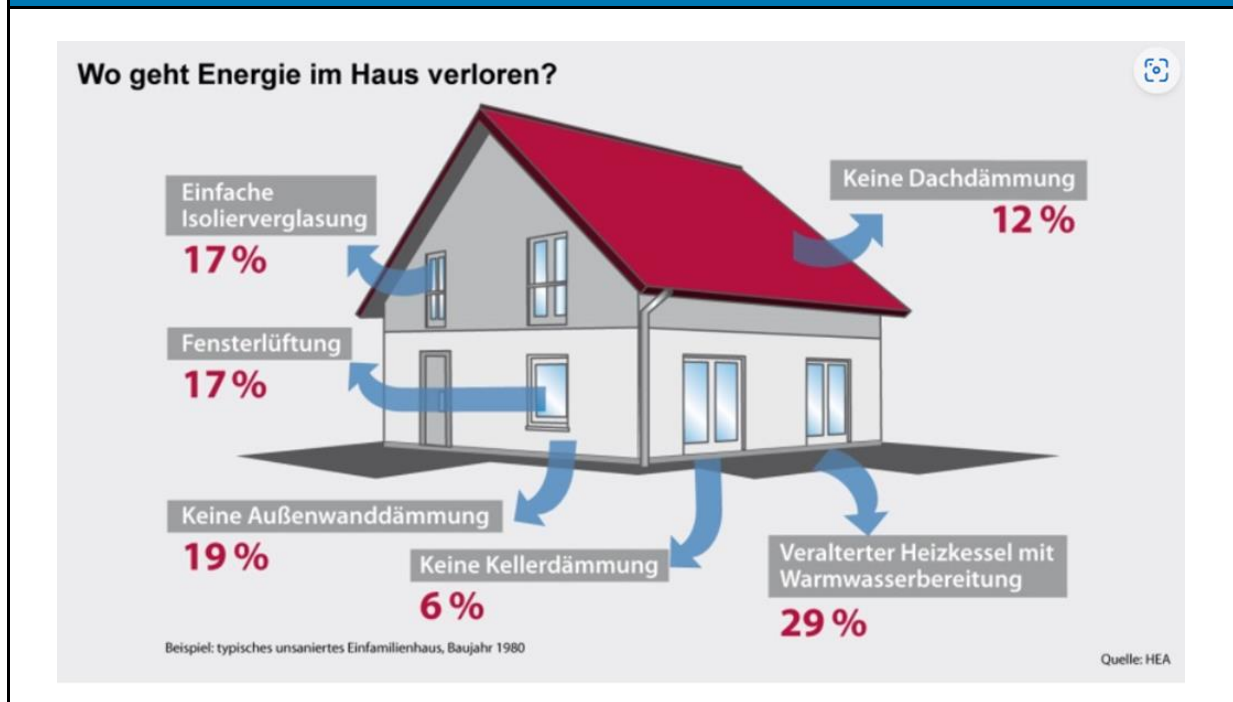 Wo geht Energie im Haus verloren?
Einfache
Isolierverglasung
17%
Keine Dachdämmung
12%
Fensterlüftung
17%
Keine Außenwanddämmung
19%
Keine Kellerdämmung
6%
Veralterter Heizkessel mit
Warmwasserbereitung
29%
Beispiel: typisches unsaniertes Einfamilienhaus, Baujahr 1980
Quelle: HEA